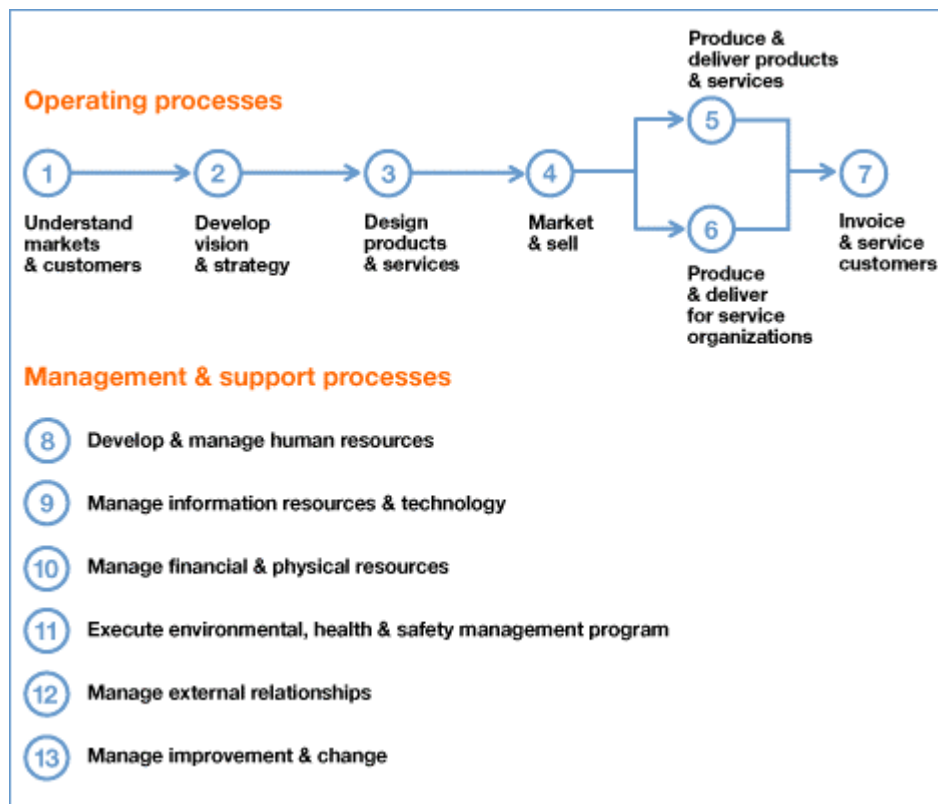 Operating processes
1
Understand
markets
& customers
2
Develop
vision
& strategy
3
Design
products
& services
4
Market
& sell
Produce &
deliver products
& services
5
6
Produce
& deliver
for service
organizations
7
Invoice
& service
customers
Management & support processes
8 Develop & manage human resources
9 Manage information resources & technology
10 Manage financial & physical resources
11 Execute environmental, health & safety management program
12 Manage external relationships
13 Manage improvement & change